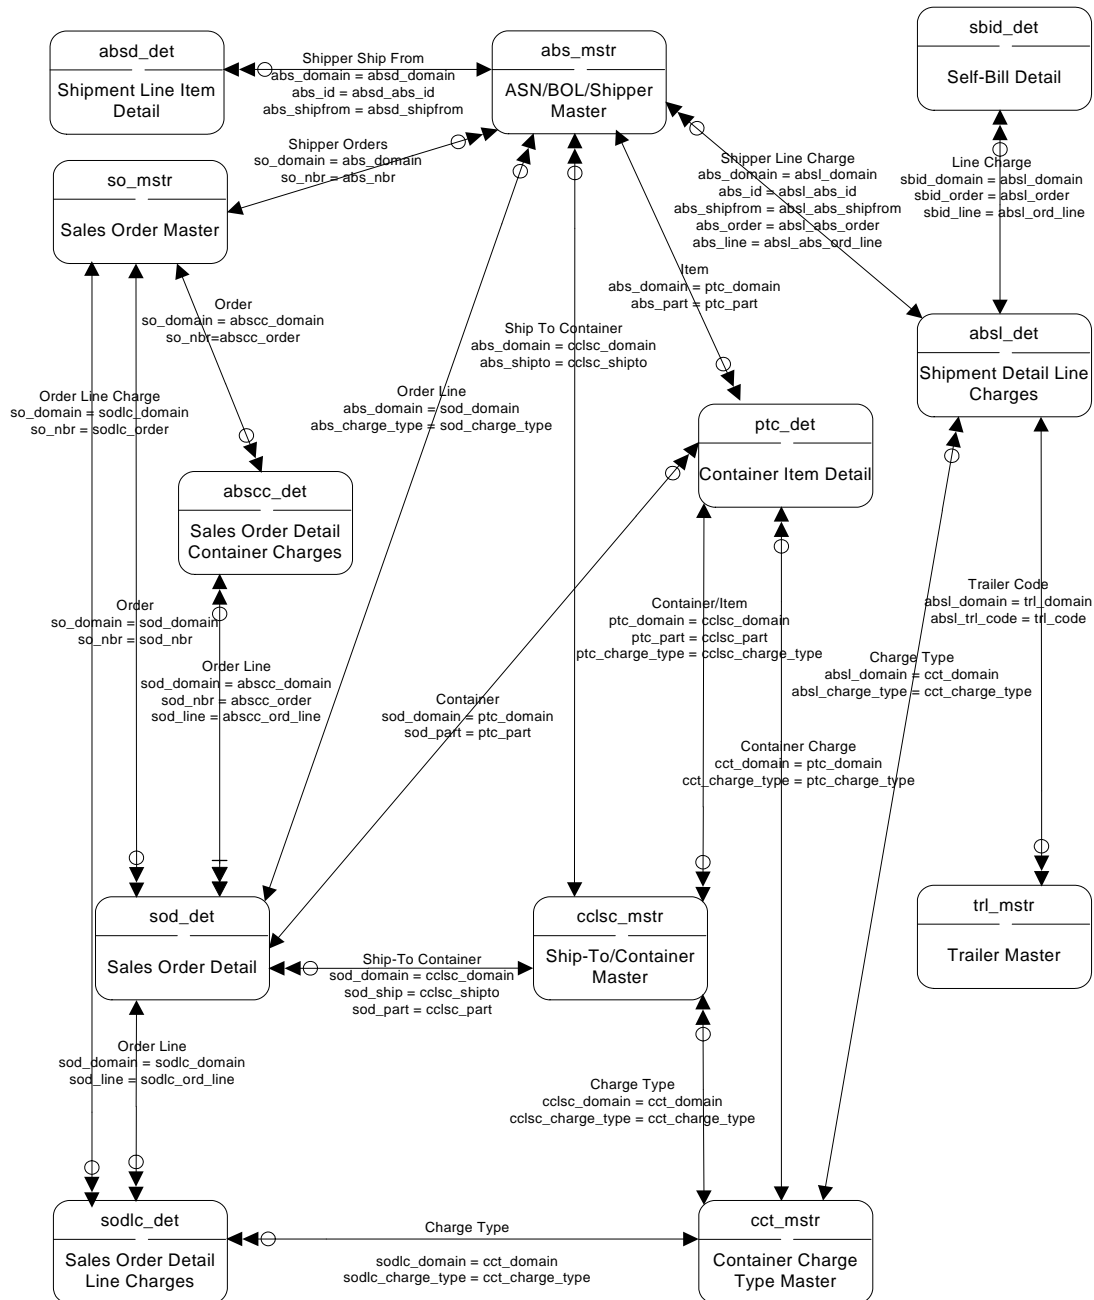 absd_det
Shipment Line Item
Detail
Shipper Ship From
abs_domain = absd_domain
abs_id = absd_abs_id
abs_shipfrom = absd_shipfrom
abs_mstr
ASN/BOL/Shipper
Master
sbid_det
Self-Bill Detail
Shipper Orders
so_domain = abs_domain
so_nbr = abs_nbr
so_mstr
Sales Order Master
Shipper Line Charge
abs_domain = absl_domain
abs_id = absl_abs_id
abs_shipfrom = absl_abs_shipfrom
abs_order = absl_abs_order
abs_line = absl_abs_ord_line
Line Charge
sbid_domain = absl_domain
sbid_order = absl_order
sbid_line = absl_ord_line
Item
abs_domain = ptc_domain
abs_part = ptc_part
Order
so_domain = abscc_domain
so_nbr=abscc_order
Ship To Container
abs_domain = cclsc_domain
abs_shipto = cclsc_shipto
absl_det
Shipment Detail Line
Charges
Order Line Charge
so_domain = sodlc_domain
so_nbr = sodlc_order
Order Line
abs_domain = sod_domain
abs_charge_type = sod_charge_type
ptc_det
Container Item Detail
abscc_det
Sales Order Detail
Container Charges
Order
so_domain = sod_domain
so_nbr = sod_nbr
Container/Item
ptc_domain = cclsc_domain
ptc_part = cclsc_part
ptc_charge_type = cclsc_charge_type
Trailer Code
absl_domain = trl_domain
absl_trl_code = trl_code
Order Line
sod_domain = abscc_domain
sod_nbr = abscc_order
sod_line = abscc_ord_line
Charge Type
absl_domain = cct_domain
absl_charge_type = cct_charge_type
Container
sod_domain = ptc_domain
sod_part = ptc_part
Container Charge
cct_domain = ptc_domain
cct_charge_type = ptc_charge_type
sod_det
Sales Order Detail
Ship-To Container
sod_domain = cclsc_domain
sod_ship = cclsc_shipto
sod_part = cclsc_part
cclsc_mstr
Ship-To/Container
Master
trl_mstr
Trailer Master
Order Line
sod_domain = sodlc_domain
sod_line = sodlc_ord_line
Charge Type
cclsc_domain = cct_domain
cclsc_charge_type = cct_charge_type
sodlc_det
Sales Order Detail
Line Charges
Charge Type
sodlc_domain = cct_domain
sodlc_charge_type = cct_charge_type
cct_mstr
Container Charge
Type Master